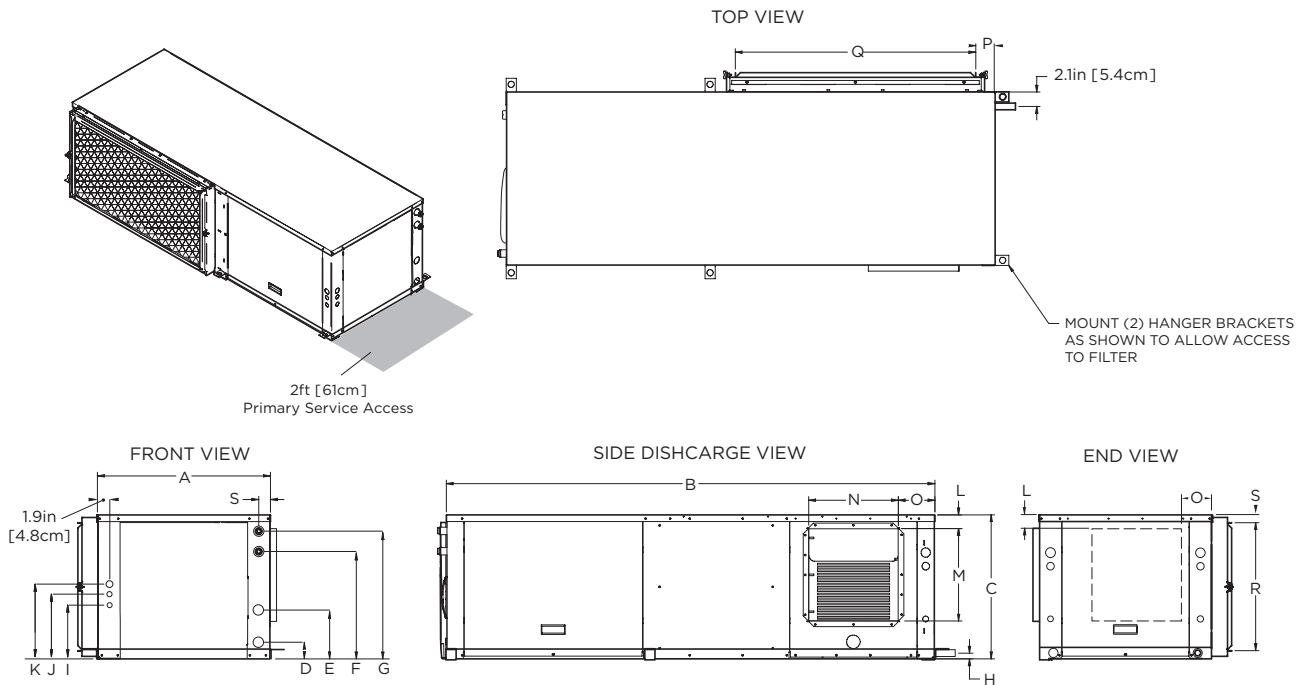 TOP VIEW
Q
P
2.1in [5.4cm]
MOUNT (2) HANGER BRACKETS
AS SHOWN TO ALLOW ACCESS
TO FILTER
2ft [61cm]
Primary Service Access
FRONT VIEW
A
S
1.9in
[4.8cm]
K J I
D E F G
SIDE DISHCARGE VIEW
B
N
O
L
M
C
H
END VIEW
L
O
S
R